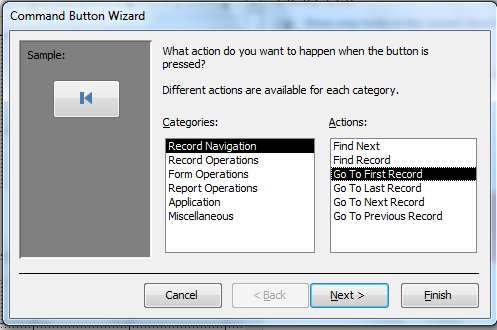 Command Button Wizard
Sample:
What action do you want to happen when the button is
pressed?
Different actions are available for each category.
Categories:
Record Navigation
Record Operations
Form Operations
Report Operations
Application
Miscellaneous
Actions:
Find Next
Find Record
Go To First Record
Go To Last Record
Go To Next Record
Go To Previous Record
Cancel
< Back
Next >
Finish